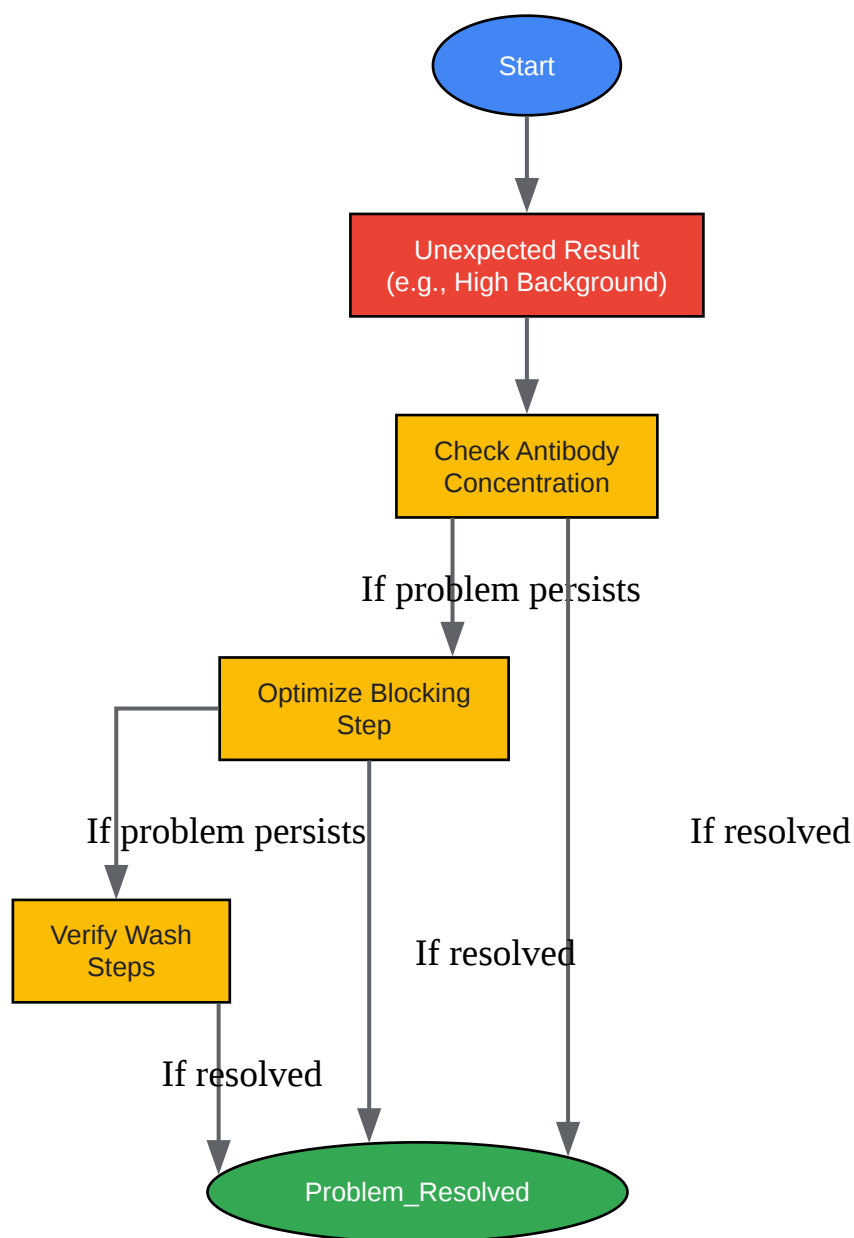 Start
Unexpected Result
(e.g., High Background)
Check Antibody
Concentration
If problem persists
Optimize Blocking
Step
If problem persists
If resolved
Verify Wash
Steps
If resolved
If resolved
Problem_Resolved